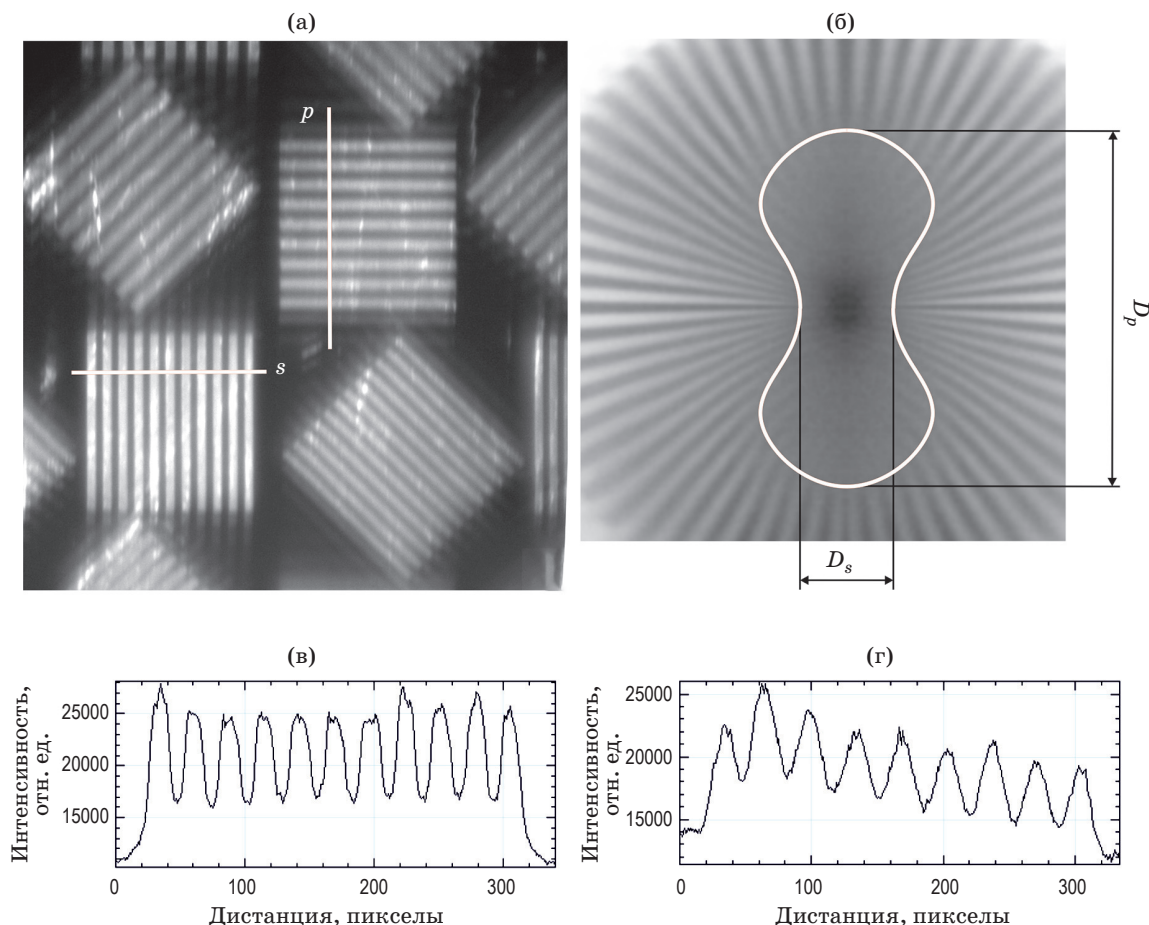 (а)
(б)
p
s
D_p
D_s
(в)
(г)
Интенсивность,
отн. ед.
25000
20000
15000
0
100
200
300
Дистанция, пикселы
Интенсивность,
отн. ед.
25000
20000
15000
0
100
200
300
Дистанция, пикселы